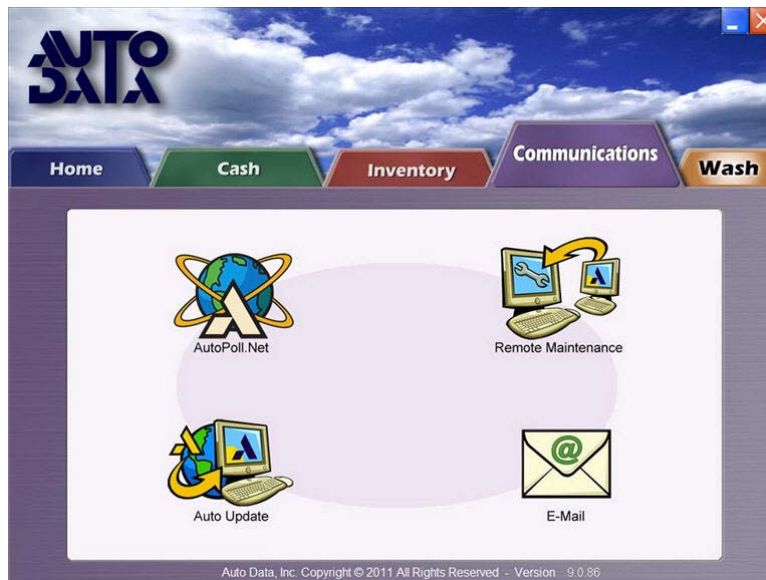 AUTO
DATA
Home
Cash
Inventory
Communications
Wash
AutoPoll.Net
Remote Maintenance
Auto Update
@
E-Mail
Auto Data, Inc. Copyright © 2011 All Rights Reserved - Version 9.0.86